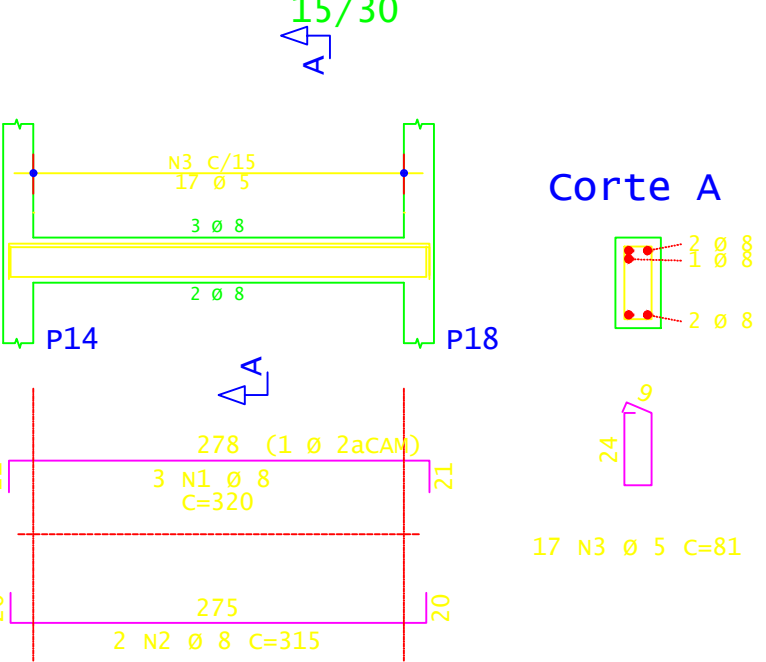 15/30
A
N3 C/15
17 Ø 5
3 Ø 8
2 Ø 8
P14
P18
A
Corte A
2 Ø 8
1 Ø 8
2 Ø 8
278 (1 Ø 2aCAM)
21
3 N1 Ø 8
C=320
275
20
2 N2 Ø 8 C=315
9
24
17 N3 Ø 5 C=81